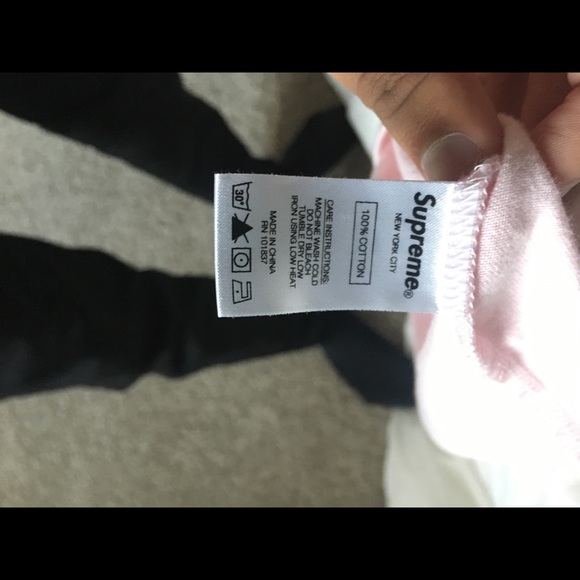 Supreme®
NEW YORK CITY
100% COTTON
CARE INSTRUCTIONS:
MACHINE WASH COLD
DO NOT BLEACH
TUMBLE DRY LOW
IRON USING LOW HEAT
30°
MADE IN CHINA
RN 101837